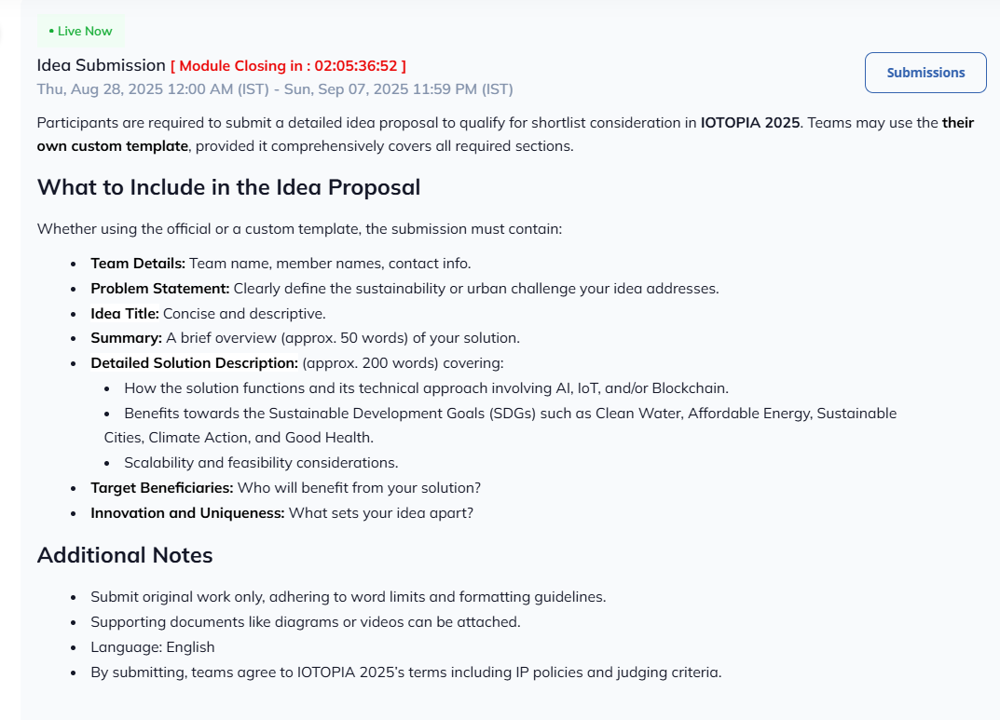 • Live Now
Idea Submission [ Module Closing in : 02:05:36:52 ]
Submissions
Thu, Aug 28, 2025 12:00 AM (IST) - Sun, Sep 07, 2025 11:59 PM (IST)
Participants are required to submit a detailed idea proposal to qualify for shortlist consideration in IOTOPIA 2025. Teams may use the their
own custom template, provided it comprehensively covers all required sections.
What to Include in the Idea Proposal
Whether using the official or a custom template, the submission must contain:
• Team Details: Team name, member names, contact info.
• Problem Statement: Clearly define the sustainability or urban challenge your idea addresses.
• Idea Title: Concise and descriptive.
• Summary: A brief overview (approx. 50 words) of your solution.
• Detailed Solution Description: (approx. 200 words) covering:
• How the solution functions and its technical approach involving AI, IoT, and/or Blockchain.
• Benefits towards the Sustainable Development Goals (SDGs) such as Clean Water, Affordable Energy, Sustainable
Cities, Climate Action, and Good Health.
• Scalability and feasibility considerations.
• Target Beneficiaries: Who will benefit from your solution?
• Innovation and Uniqueness: What sets your idea apart?
Additional Notes
• Submit original work only, adhering to word limits and formatting guidelines.
• Supporting documents like diagrams or videos can be attached.
• Language: English
• By submitting, teams agree to IOTOPIA 2025's terms including IP policies and judging criteria.